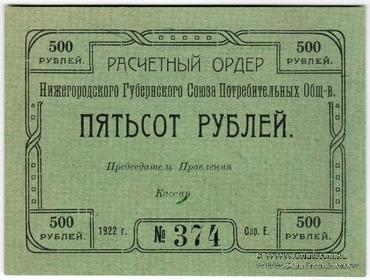 500 РУБЛЕЙ. 500 РУБЛЕЙ.
РАСЧЕТНЫЙ ОРДЕР
Нижегородского Губернского Союза Потребительных Общ-в.
ПЯТЬСОТ РУБЛЕЙ.
Председатель Правления
Кассир
500 РУБЛЕЙ. 1922 г. № 374 Сер. Е. 500 РУБЛЕЙ.